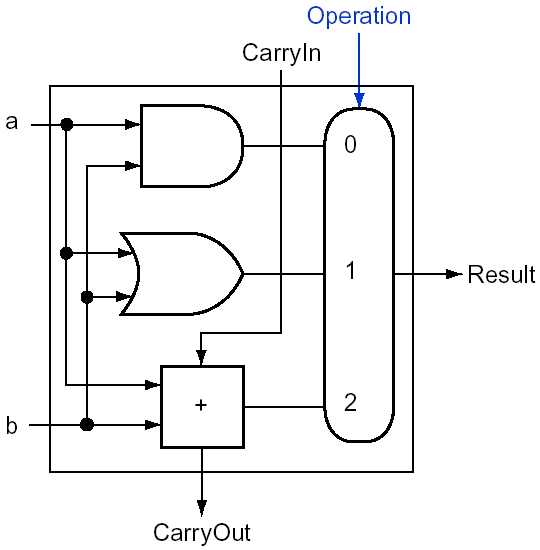 Operation
CarryIn
a
0
1
Result
2
+
b
CarryOut